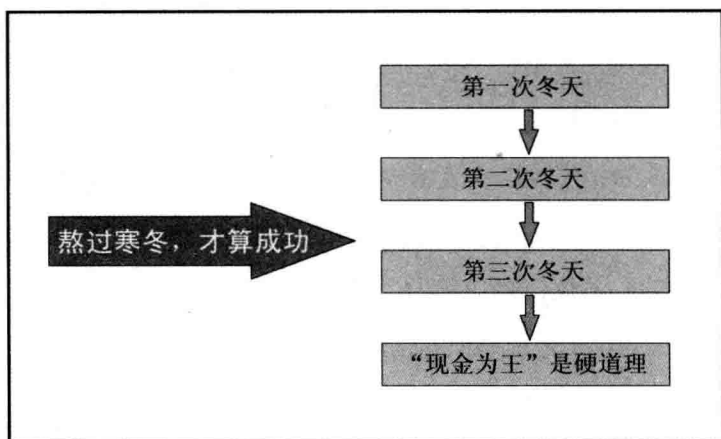 熬过寒冬，才算成功
第一次冬天
第二次冬天
第三次冬天
“现金为王”是硬道理